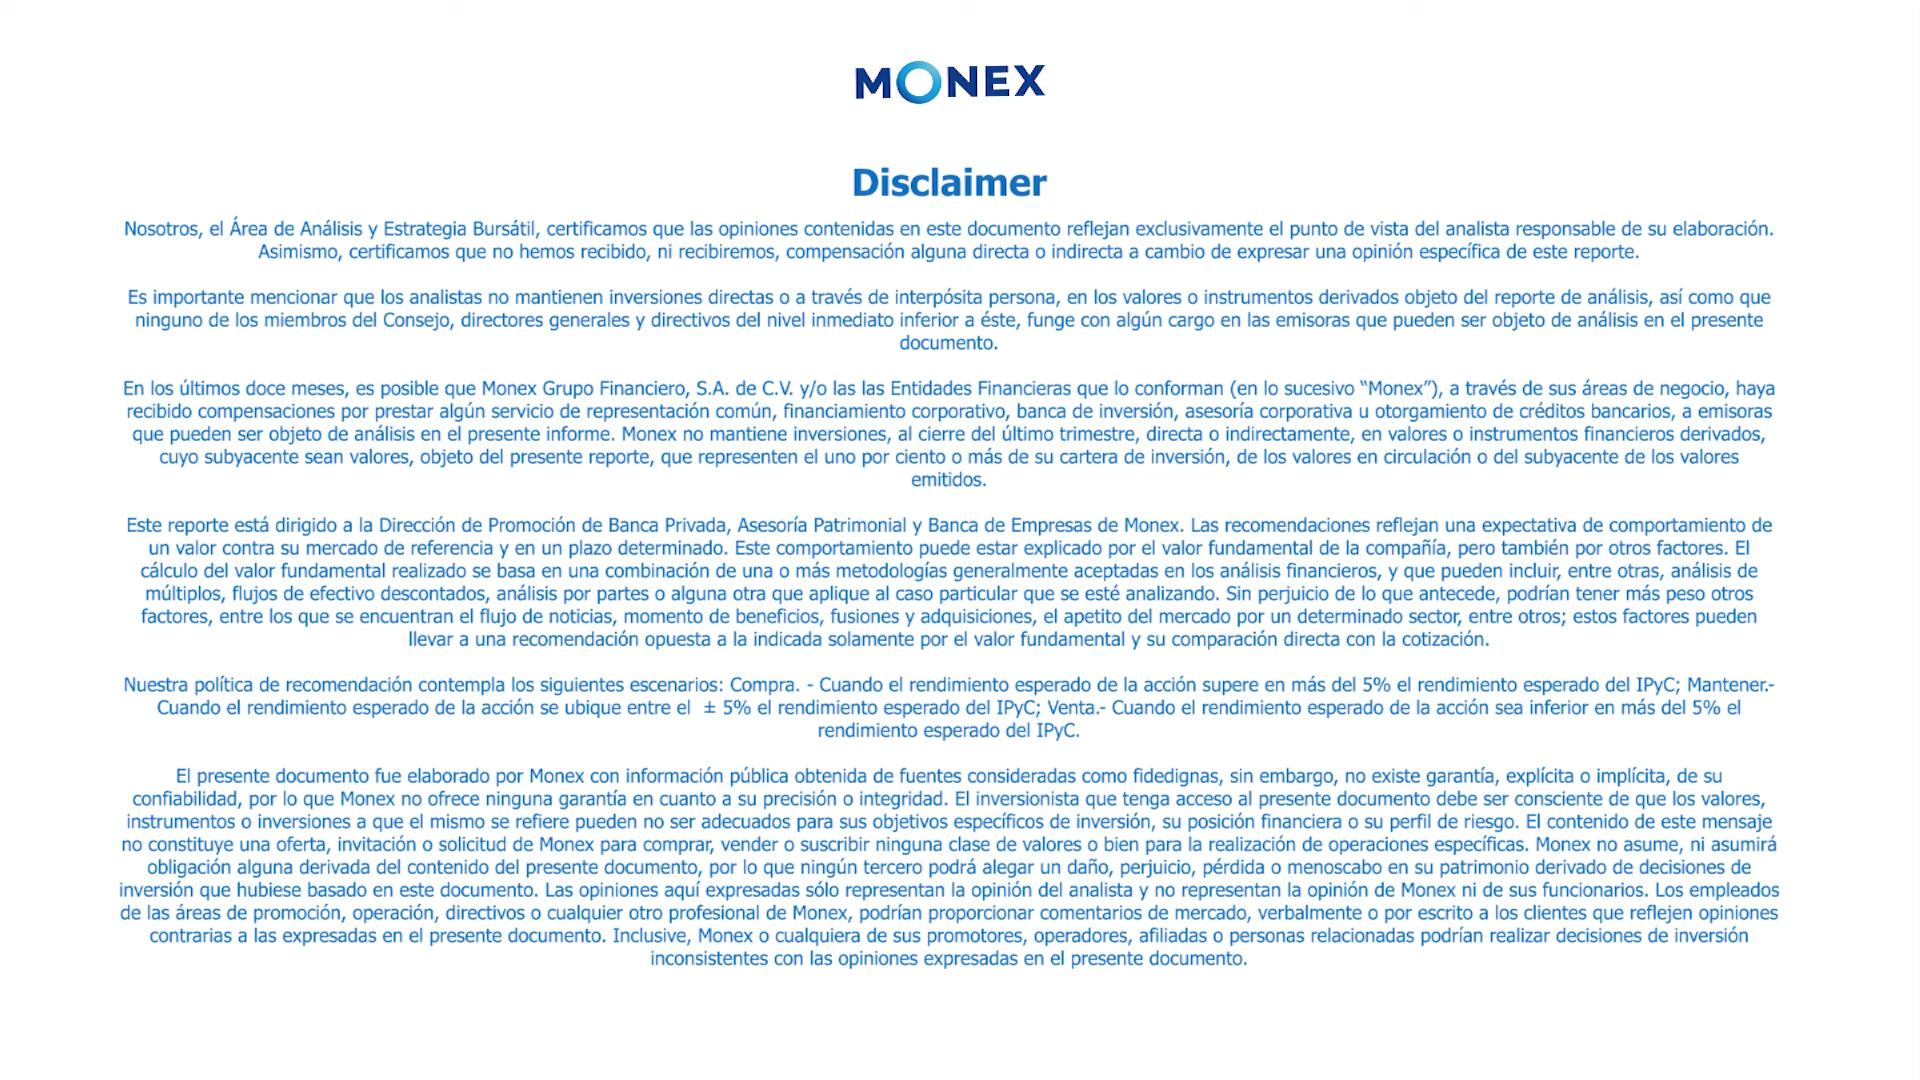 MONEX
Disclaimer
Nosotros, el Área de Análisis y Estrategia Bursátil, certificamos que las opiniones contenidas en este documento reflejan exclusivamente el punto de vista del analista responsable de su elaboración.
Asimismo, certificamos que no hemos recibido, ni recibiremos, compensación alguna directa o indirecta a cambio de expresar una opinión específica de este reporte.
Es importante mencionar que los analistas no mantienen inversiones directas o a través de interpósita persona, en los valores o instrumentos derivados objeto del reporte de análisis, así como que
ninguno de los miembros del Consejo, directores generales y directivos del nivel inmediato inferior a éste, funge con algún cargo en las emisoras que pueden ser objeto de análisis en el presente
documento.
En los últimos doce meses, es posible que Monex Grupo Financiero, S.A. de C.V. y/o las las Entidades Financieras que lo conforman (en lo sucesivo “Monex”), a través de sus áreas de negocio, haya
recibido compensaciones por prestar algún servicio de representación común, financiamiento corporativo, banca de inversión, asesoría corporativa u otorgamiento de créditos bancarios, a emisoras
que pueden ser objeto de análisis en el presente informe. Monex no mantiene inversiones, al cierre del último trimestre, directa o indirectamente, en valores o instrumentos financieros derivados,
cuyo subyacente sean valores, objeto del presente reporte, que representen el uno por ciento o más de su cartera de inversión, de los valores en circulación o del subyacente de los valores
emitidos.
Este reporte está dirigido a la Dirección de Promoción de Banca Privada, Asesoría Patrimonial y Banca de Empresas de Monex. Las recomendaciones reflejan una expectativa de comportamiento de
un valor contra su mercado de referencia y en un plazo determinado. Este comportamiento puede estar explicado por el valor fundamental de la compañía, pero también por otros factores. El
cálculo del valor fundamental realizado se basa en una combinación de una o más metodologías generalmente aceptadas en los análisis financieros, y que pueden incluir, entre otras, análisis de
múltiplos, flujos de efectivo descontados, análisis por partes o alguna otra que aplique al caso particular que se esté analizando. Sin perjuicio de lo que antecede, podrían tener más peso otros
factores, entre los que se encuentran el flujo de noticias, momento de beneficios, fusiones y adquisiciones, el apetito del mercado por un determinado sector, entre otros; estos factores pueden
llevar a una recomendación opuesta a la indicada solamente por el valor fundamental y su comparación directa con la cotización.
Nuestra política de recomendación contempla los siguientes escenarios: Compra. - Cuando el rendimiento esperado de la acción supere en más del 5% el rendimiento esperado del IPyC; Mantener.-
Cuando el rendimiento esperado de la acción se ubique entre el ± 5% el rendimiento esperado del IPyC; Venta.- Cuando el rendimiento esperado de la acción sea inferior en más del 5% el
rendimiento esperado del IPyC.
El presente documento fue elaborado por Monex con información pública obtenida de fuentes consideradas como fidedignas, sin embargo, no existe garantía, explícita o implícita, de su
confiabilidad, por lo que Monex no ofrece ninguna garantía en cuanto a su precisión o integridad. El inversionista que tenga acceso al presente documento debe ser consciente de que los valores,
instrumentos o inversiones a que el mismo se refiere pueden no ser adecuados para sus objetivos específicos de inversión, su posición financiera o su perfil de riesgo. El contenido de este mensaje
no constituye una oferta, invitación o solicitud de Monex para comprar, vender o suscribir ninguna clase de valores o bien para la realización de operaciones específicas. Monex no asume, ni asumirá
obligación alguna derivada del contenido del presente documento, por lo que ningún tercero podrá alegar un daño, perjuicio, pérdida o menoscabo en su patrimonio derivado de decisiones de
inversión que hubiese basado en este documento. Las opiniones aquí expresadas sólo representan la opinión del analista y no representan la opinión de Monex ni de sus funcionarios. Los empleados
de las áreas de promoción, operación, directivos o cualquier otro profesional de Monex, podrían proporcionar comentarios de mercado, verbalmente o por escrito a los clientes que reflejen opiniones
contrarias a las expresadas en el presente documento. Inclusive, Monex o cualquiera de sus promotores, operadores, afiliadas o personas relacionadas podrían realizar decisiones de inversión
inconsistentes con las opiniones expresadas en el presente documento.